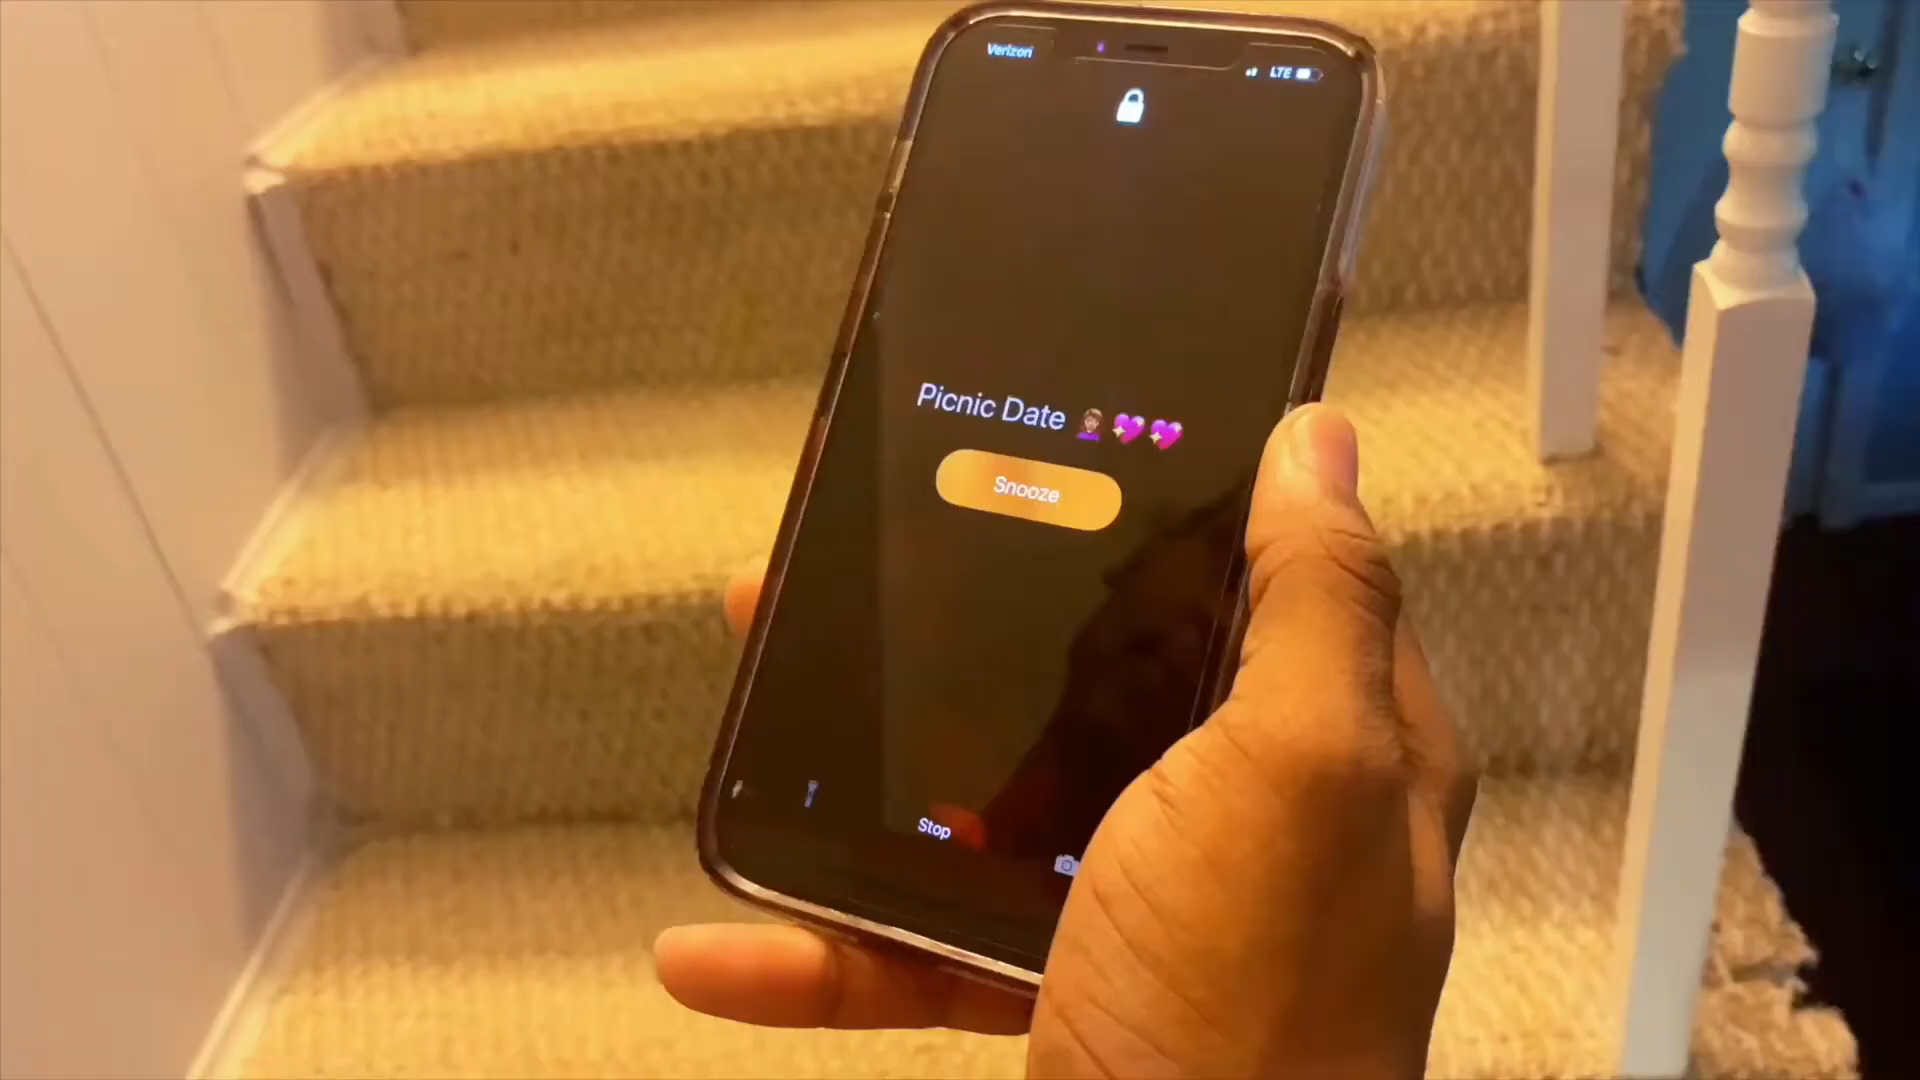 Verizon
LTE
Picnic Date 🙎🏽‍♀️💖💖
Snooze
Stop